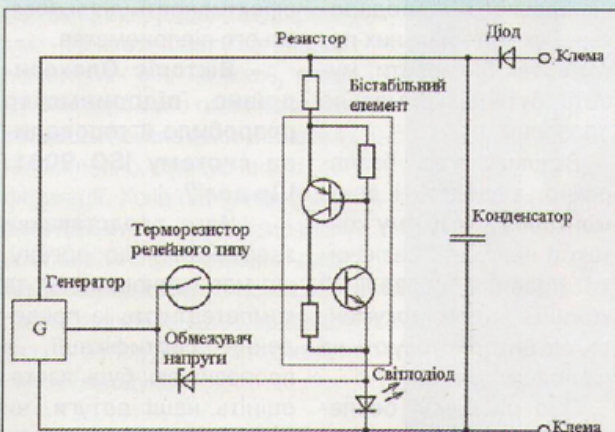 Резистор
Діод
Клема
Бістабільний
елемент
Терморезистор
релейного типу
Конденсатор
Генератор
G
Обмежувач
напруги
Світлодіод
Клема